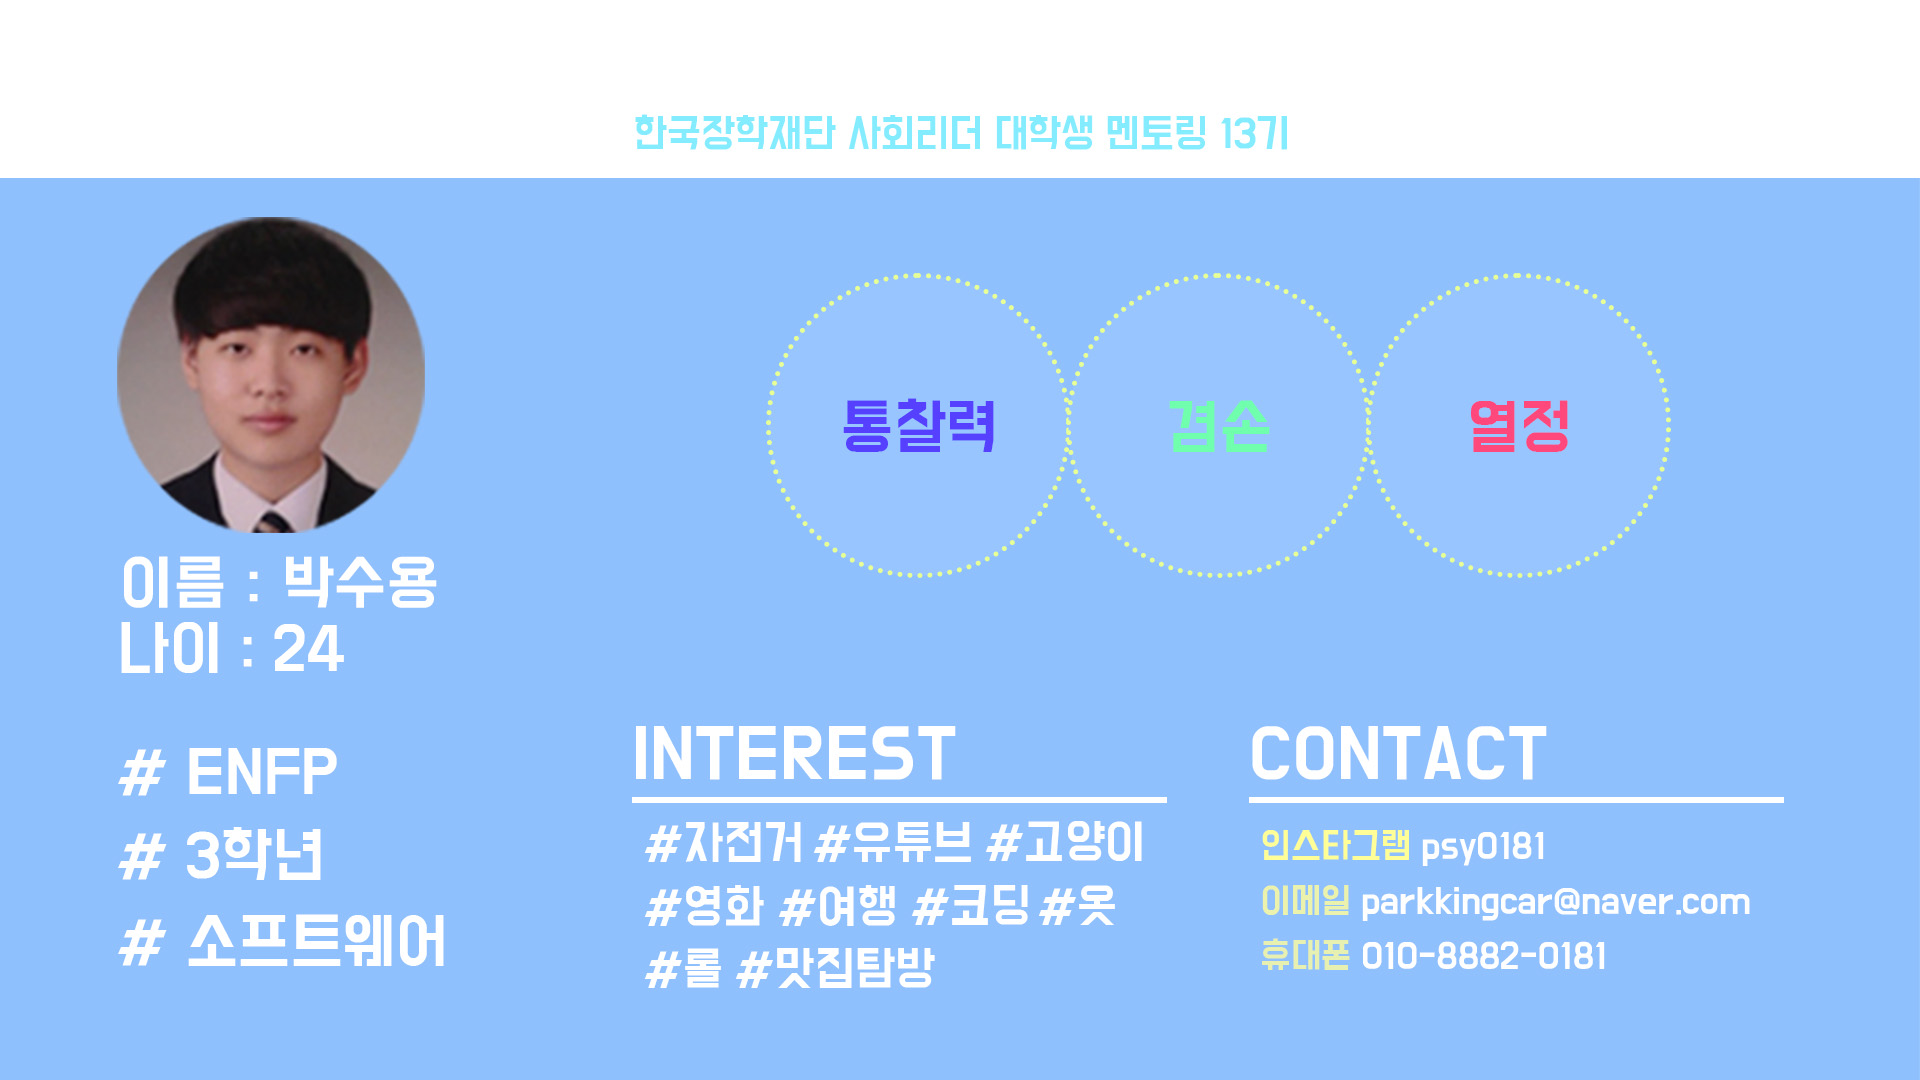 한국장학재단 사회리더 대학생 멘토링 13기
통찰력
겸손
열정
이름 : 박수용
나이 : 24
# ENFP
# 3학년
# 소프트웨어
INTEREST
#자전거 #유튜브 #고양이
#영화 #여행 #코딩 #옷
#롤 #맛집탐방
CONTACT
인스타그램 psy0181
이메일 parkkingcar@naver.com
휴대폰 010-8882-0181